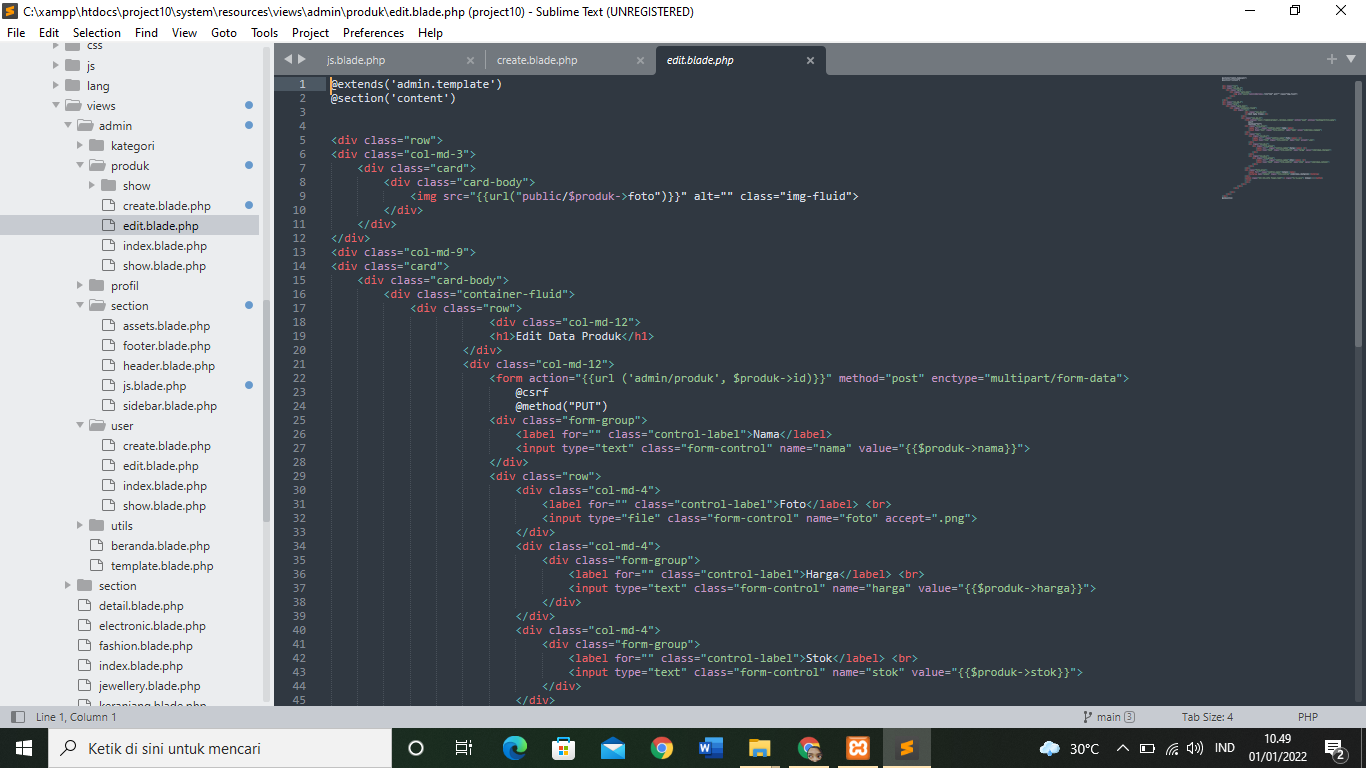 C:\xampp\htdocs\project10\system\resources\views\admin\produk\edit.blade.php (project10) - Sublime Text (UNREGISTERED)
File Edit Selection Find View Goto Tools Project Preferences Help
css
js
lang
views
admin
kategori
produk
show
create.blade.php
edit.blade.php
index.blade.php
show.blade.php
profil
section
assets.blade.php
footer.blade.php
header.blade.php
js.blade.php
sidebar.blade.php
user
create.blade.php
edit.blade.php
index.blade.php
show.blade.php
utils
beranda.blade.php
template.blade.php
section
detail.blade.php
electronic.blade.php
fashion.blade.php
index.blade.php
jewellery.blade.php
keranjang.blade.php
js.blade.php create.blade.php edit.blade.php
1 @extends('admin.template')
2 @section('content')
3
4
5 <div class="row">
6 <div class="col-md-3">
7 <div class="card">
8 <div class="card-body">
9 <img src="{{url("public/$produk->foto")}}" alt="" class="img-fluid">
10 </div>
11 </div>
12 </div>
13 <div class="col-md-9">
14 <div class="card">
15 <div class="card-body">
16 <div class="container-fluid">
17 <div class="row">
18 <div class="col-md-12">
19 <h1>Edit Data Produk</h1>
20 </div>
21 <div class="col-md-12">
22 <form action="{{url ('admin/produk', $produk->id)}}" method="post" enctype="multipart/form-data">
23 @csrf
24 @method("PUT")
25 <div class="form-group">
26 <label for="" class="control-label">Nama</label>
27 <input type="text" class="form-control" name="nama" value="{{$produk->nama}}">
28 </div>
29 <div class="row">
30 <div class="col-md-4">
31 <label for="" class="control-label">Foto</label> <br>
32 <input type="file" class="form-control" name="foto" accept=".png">
33 </div>
34 <div class="col-md-4">
35 <div class="form-group">
36 <label for="" class="control-label">Harga</label> <br>
37 <input type="text" class="form-control" name="harga" value="{{$produk->harga}}">
38 </div>
39 </div>
40 <div class="col-md-4">
41 <div class="form-group">
42 <label for="" class="control-label">Stok</label> <br>
43 <input type="text" class="form-control" name="stok" value="{{$produk->stok}}">
44 </div>
45 </div>
Line 1, Column 1 main 3 Tab Size: 4 PHP
Ketik di sini untuk mencari 30°C IND 10.49
01/01/2022 2